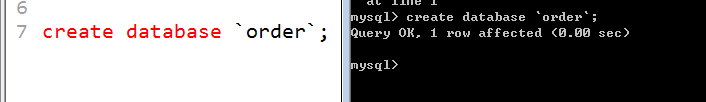 6
7 create database `order`;
at line 1
mysql> create database `order`;
Query OK, 1 row affected (0.00 sec)
mysql>